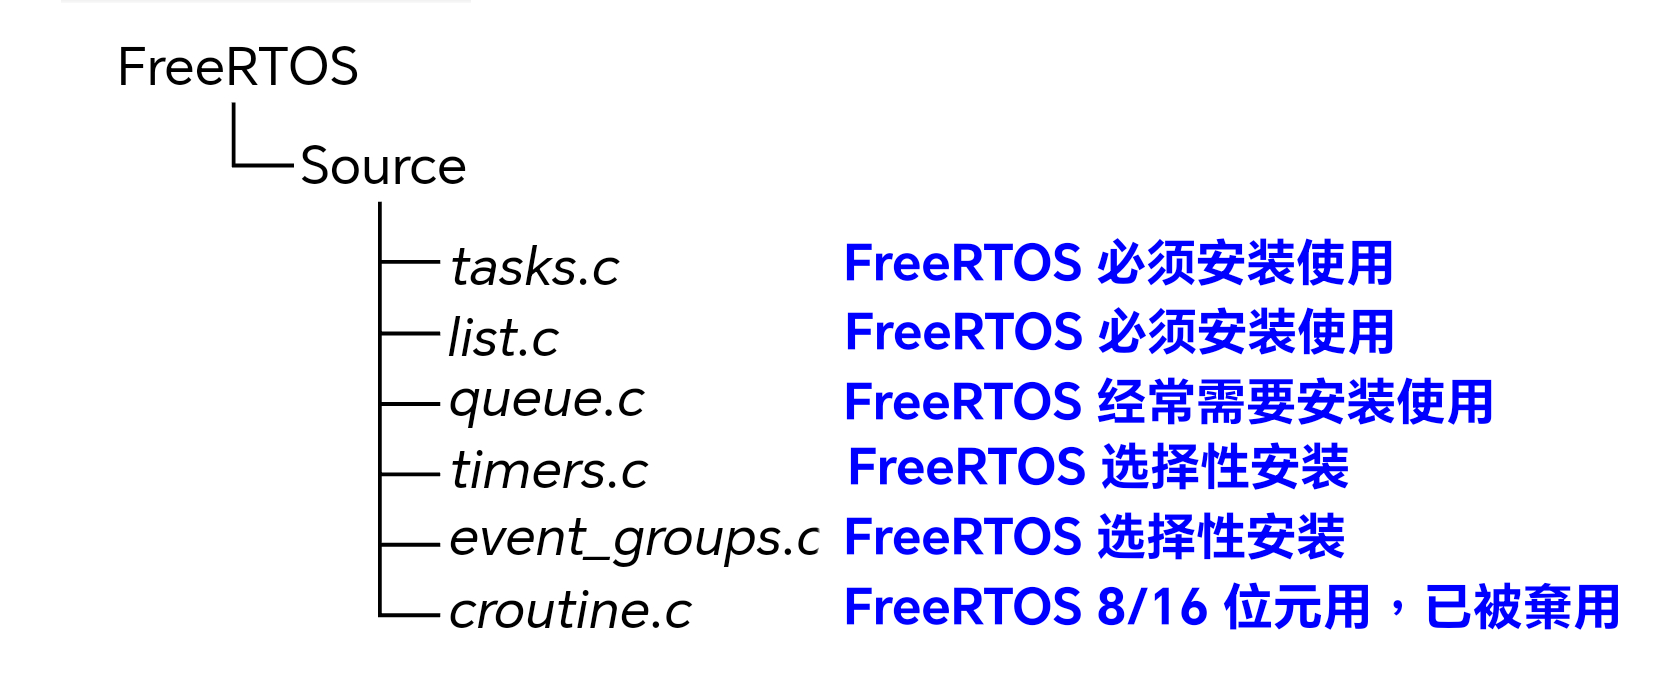 FreeRTOS
Source
tasks.c FreeRTOS 必须安装使用
list.c FreeRTOS 必须安装使用
queue.c FreeRTOS 经常需要安装使用
timers.c FreeRTOS 选择性安装
event_groups.c FreeRTOS 选择性安装
croutine.c FreeRTOS 8/16 位元用，已被棄用